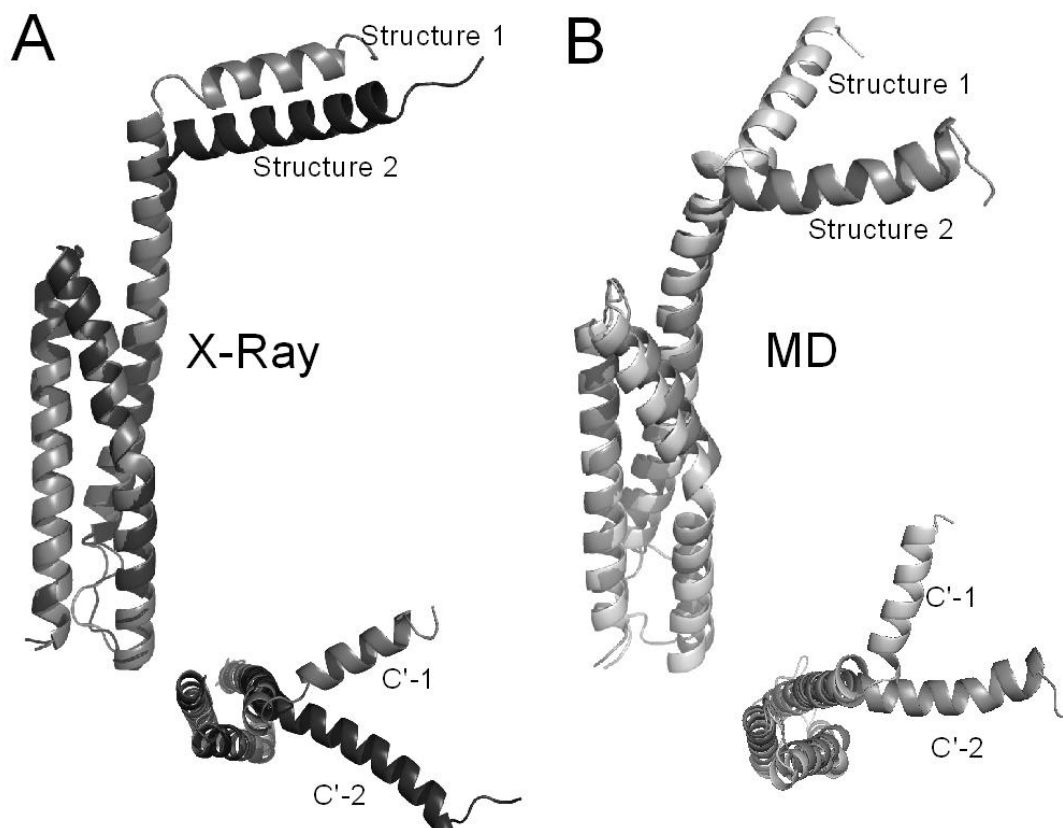 A
Structure 1
Structure 2
X-Ray
C'-1
C'-2
B
Structure 1
Structure 2
MD
C'-1
C'-2